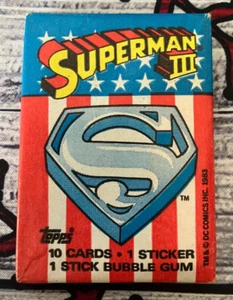 SUPERMAN
III
TM
topps
10 CARDS • 1 STICKER
1 STICK BUBBLE GUM
TM & © DC COMICS INC. 1983